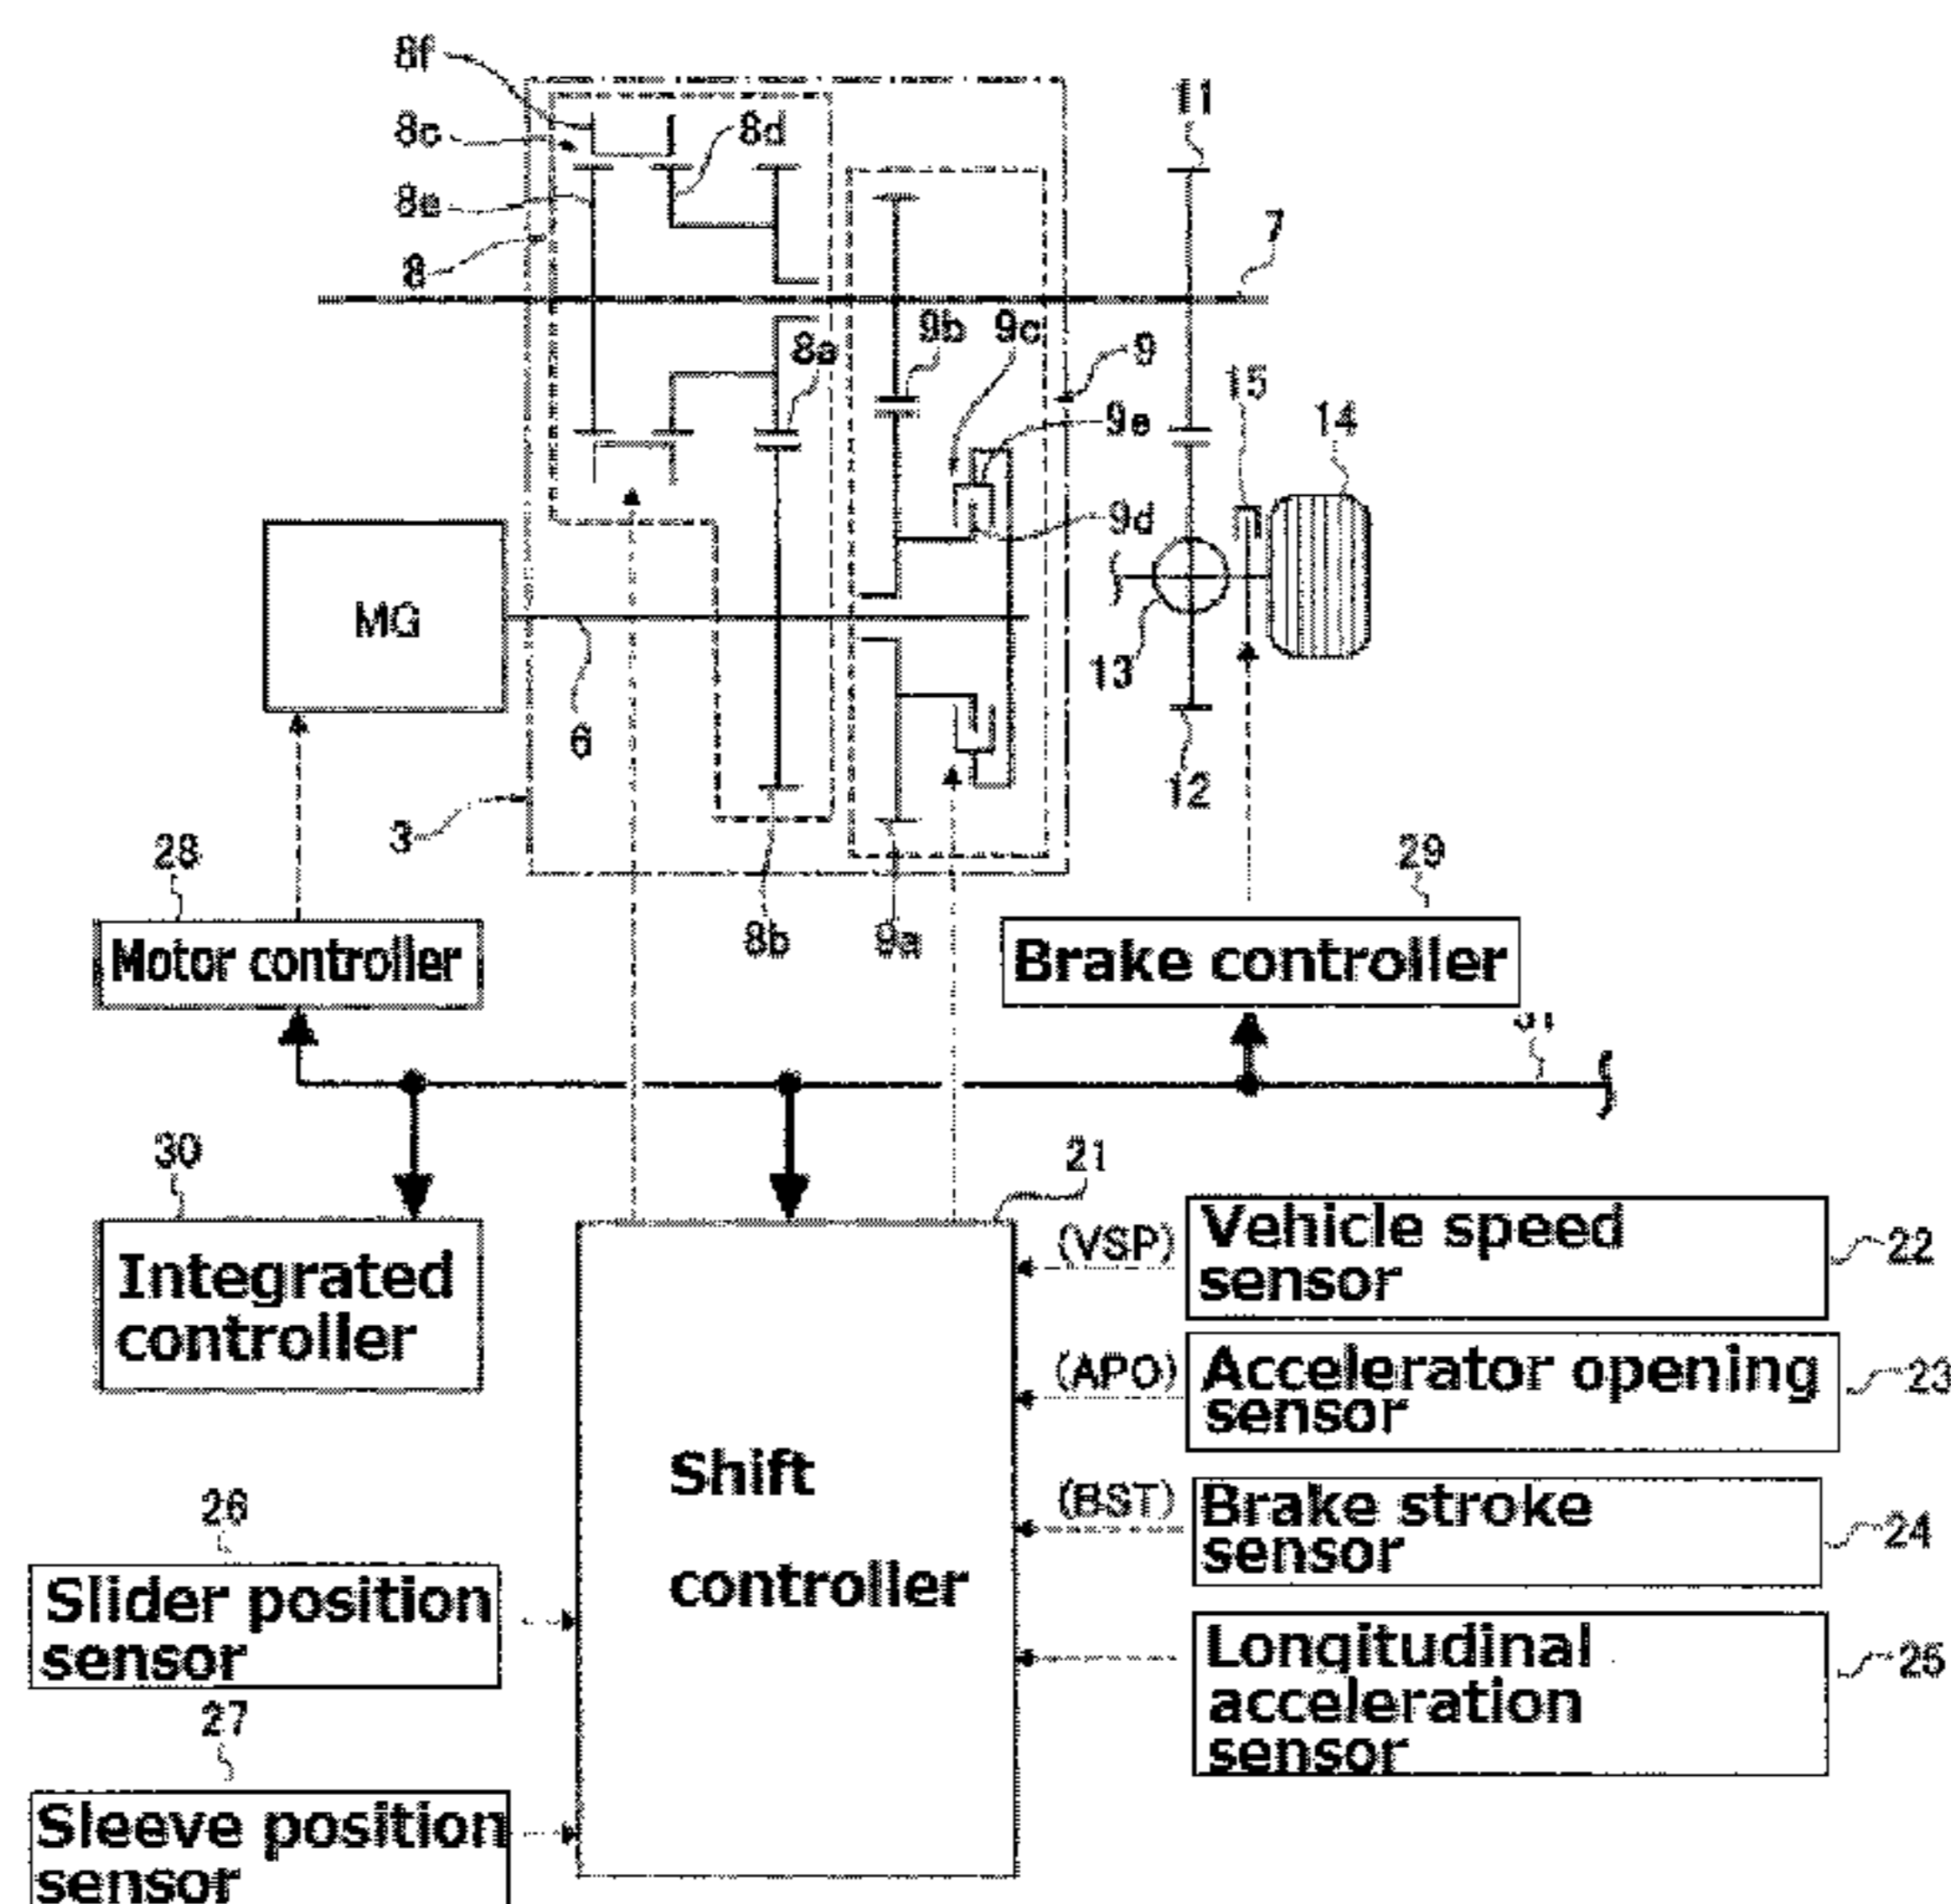 8f
8c
8d
8e
8
11
7
8a
9b
9c
9
9e
15
14
9d
MG
6
13
12
3
28
29
8b
9a
Motor controller
Brake controller
30
21
Integrated
controller
Shift
controller
(VSP)
Vehicle speed
sensor
22
(APO)
Accelerator opening
sensor
23
(BST)
Brake stroke
sensor
24
Longitudinal
acceleration
sensor
25
26
Slider position
sensor
27
Sleeve position
sensor